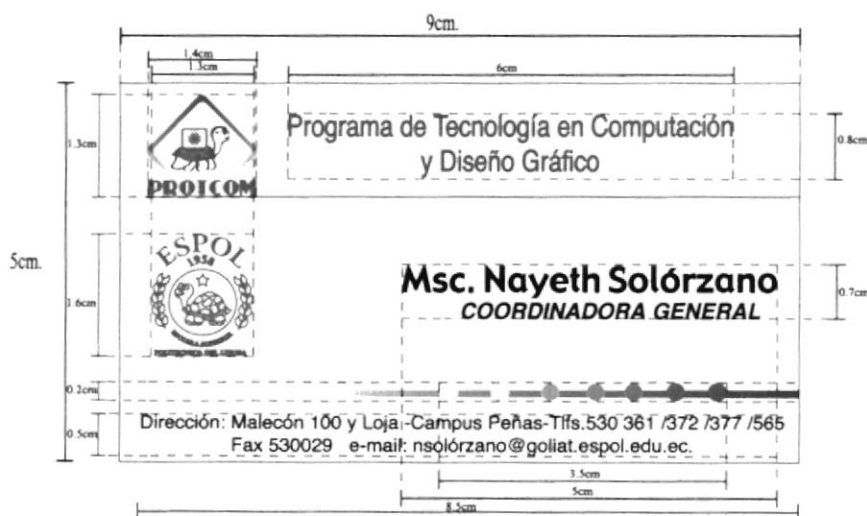 9cm.
1.4cm
1.3cm
6cm
1.3cm
Programa de Tecnología en Computación
y Diseño Gráfico
0.8cm
PROTCOM
5cm.
ESPOL
1958
1.6cm
Msc. Nayeth Solórzano
COORDINADORA GENERAL
0.7cm
POLITECNICA DEL LITORAL
0.2cm
0.5cm
Dirección: Malecón 100 y Loja -Campus Peñas-Tlfs.530 361 /372 /377 /565
Fax 530029 e-mail: nsolórzano@goliat.espol.edu.ec.
3.5cm
5cm
8.5cm